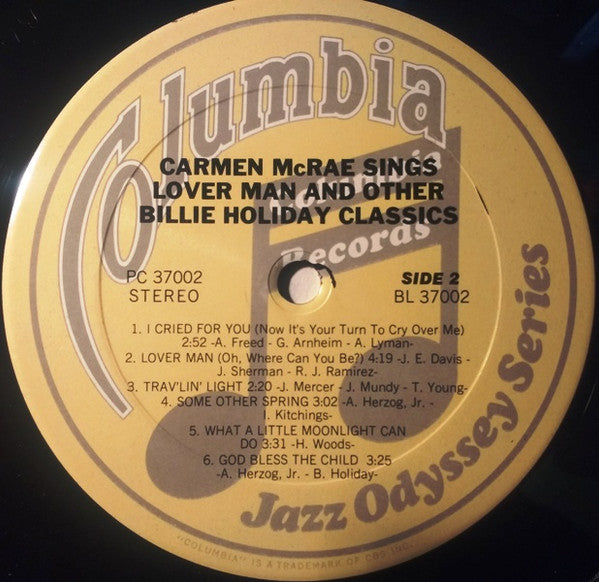 Columbia
Columbia
Records
CARMEN McRAE SINGS
LOVER MAN AND OTHER
BILLIE HOLIDAY CLASSICS
PC 37002
STEREO
SIDE 2
BL 37002
1. I CRIED FOR YOU (Now It's Your Turn To Cry Over Me)
2:52 -A. Freed - G. Arnheim - A. Lyman-
2. LOVER MAN (Oh, Where Can You Be?) 4:19 -J. E. Davis -
J. Sherman - R. J. Ramirez-
3. TRAV'LIN' LIGHT 2:20 -J. Mercer - J. Mundy - T. Young-
4. SOME OTHER SPRING 3:02 -A. Herzog, Jr. -
I. Kitchings-
5. WHAT A LITTLE MOONLIGHT CAN
DO 3:31 -H. Woods-
6. GOD BLESS THE CHILD 3:25
-A. Herzog, Jr. - B. Holiday-
Jazz Odyssey Series
"COLUMBIA" IS A TRADEMARK OF CBS INC.